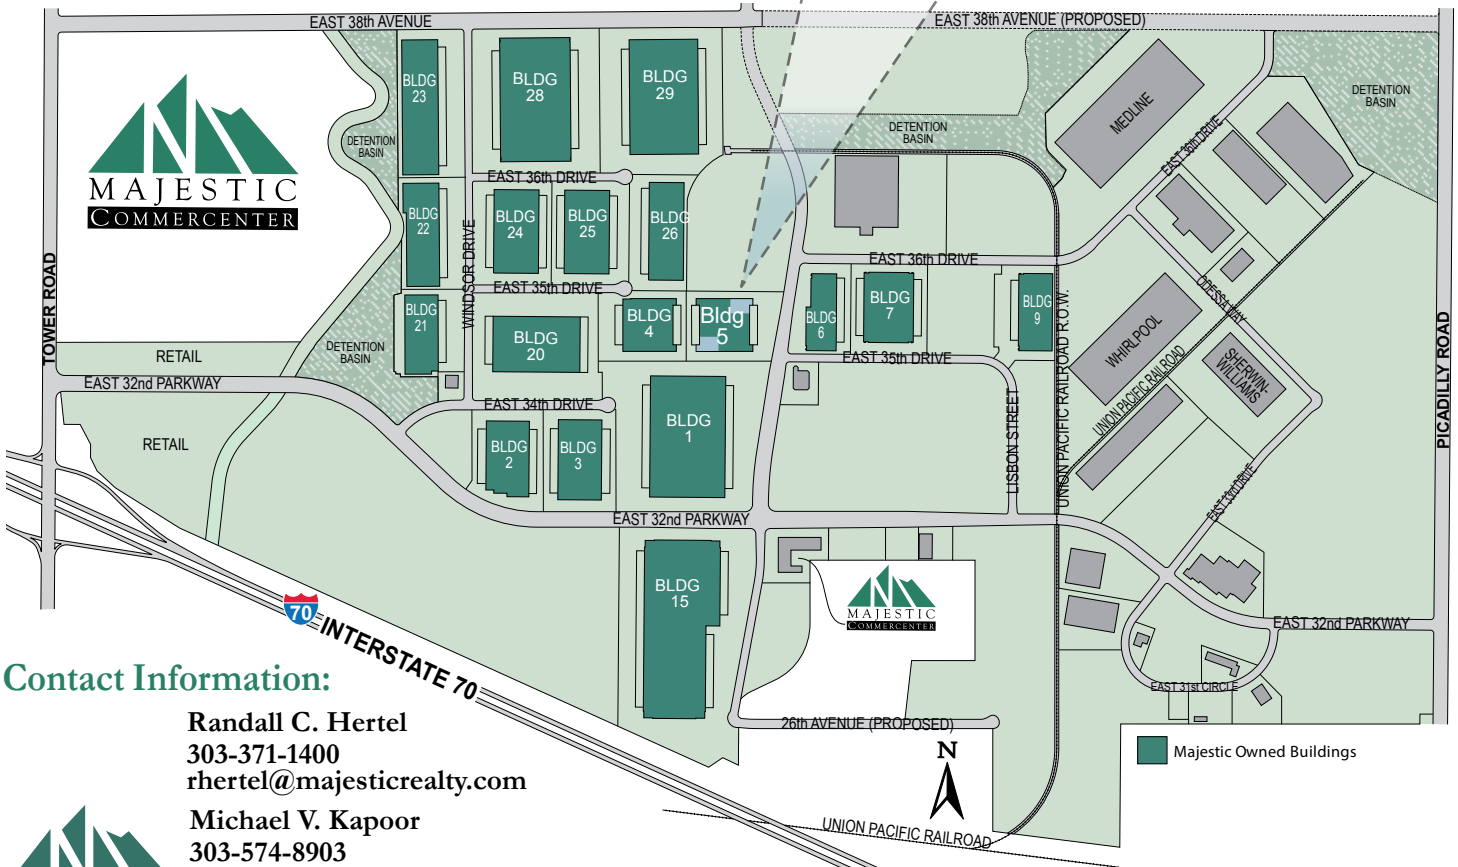 EAST 38th AVENUE
EAST 38th AVENUE (PROPOSED)
BLDG
23
BLDG
28
BLDG
29
MEDLINE
DETENTION
BASIN
DETENTION
BASIN
DETENTION
BASIN
EAST 36th DRIVE
MAJESTIC
COMMERCENTER
EAST 36th DRIVE
BLDG
22
BLDG
24
BLDG
25
BLDG
26
WINDSOR DRIVE
EAST 36th DRIVE
TOWER ROAD
EAST 35th DRIVE
BLDG
21
BLDG
20
BLDG
4
Bldg
5
BLDG
6
BLDG
7
BLDG
9
UNION PACIFIC RAILROAD R.O.W.
ODESSA WAY
WHIRLPOOL
SHERWIN-
WILLIAMS
UNION PACIFIC RAILROAD
PICADILLY ROAD
DETENTION
BASIN
RETAIL
EAST 35th DRIVE
EAST 32nd PARKWAY
EAST 34th DRIVE
RETAIL
BLDG
2
BLDG
3
BLDG
1
LISBON STREET
EAST 33rd DRIVE
EAST 32nd PARKWAY
BLDG
15
MAJESTIC
COMMERCENTER
70
INTERSTATE 70
EAST 32nd PARKWAY
EAST 31st CIRCLE
26th AVENUE (PROPOSED)
N
Majestic Owned Buildings
UNION PACIFIC RAILROAD
Contact Information:
Randall C. Hertel
303-371-1400
rhertel@majesticrealty.com
Michael V. Kapoor
303-574-8903